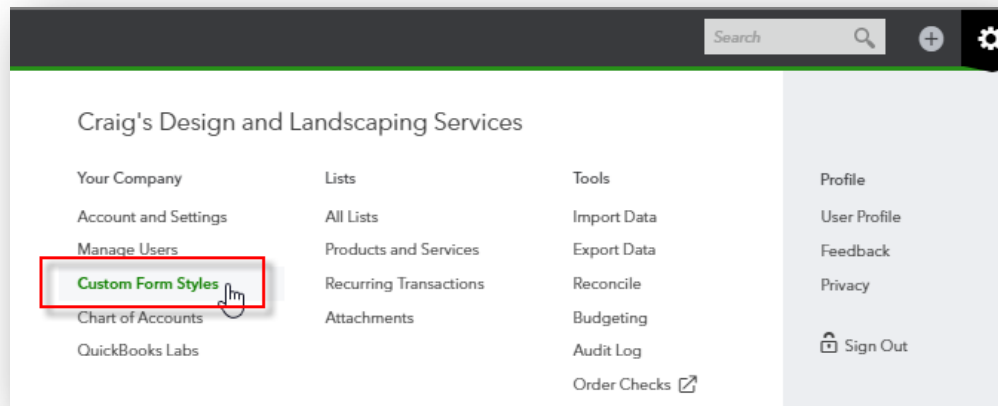 Search
Craig's Design and Landscaping Services
Your Company
Account and Settings
Manage Users
Custom Form Styles
Chart of Accounts
QuickBooks Labs
Lists
All Lists
Products and Services
Recurring Transactions
Attachments
Tools
Import Data
Export Data
Reconcile
Budgeting
Audit Log
Order Checks
Profile
User Profile
Feedback
Privacy
Sign Out